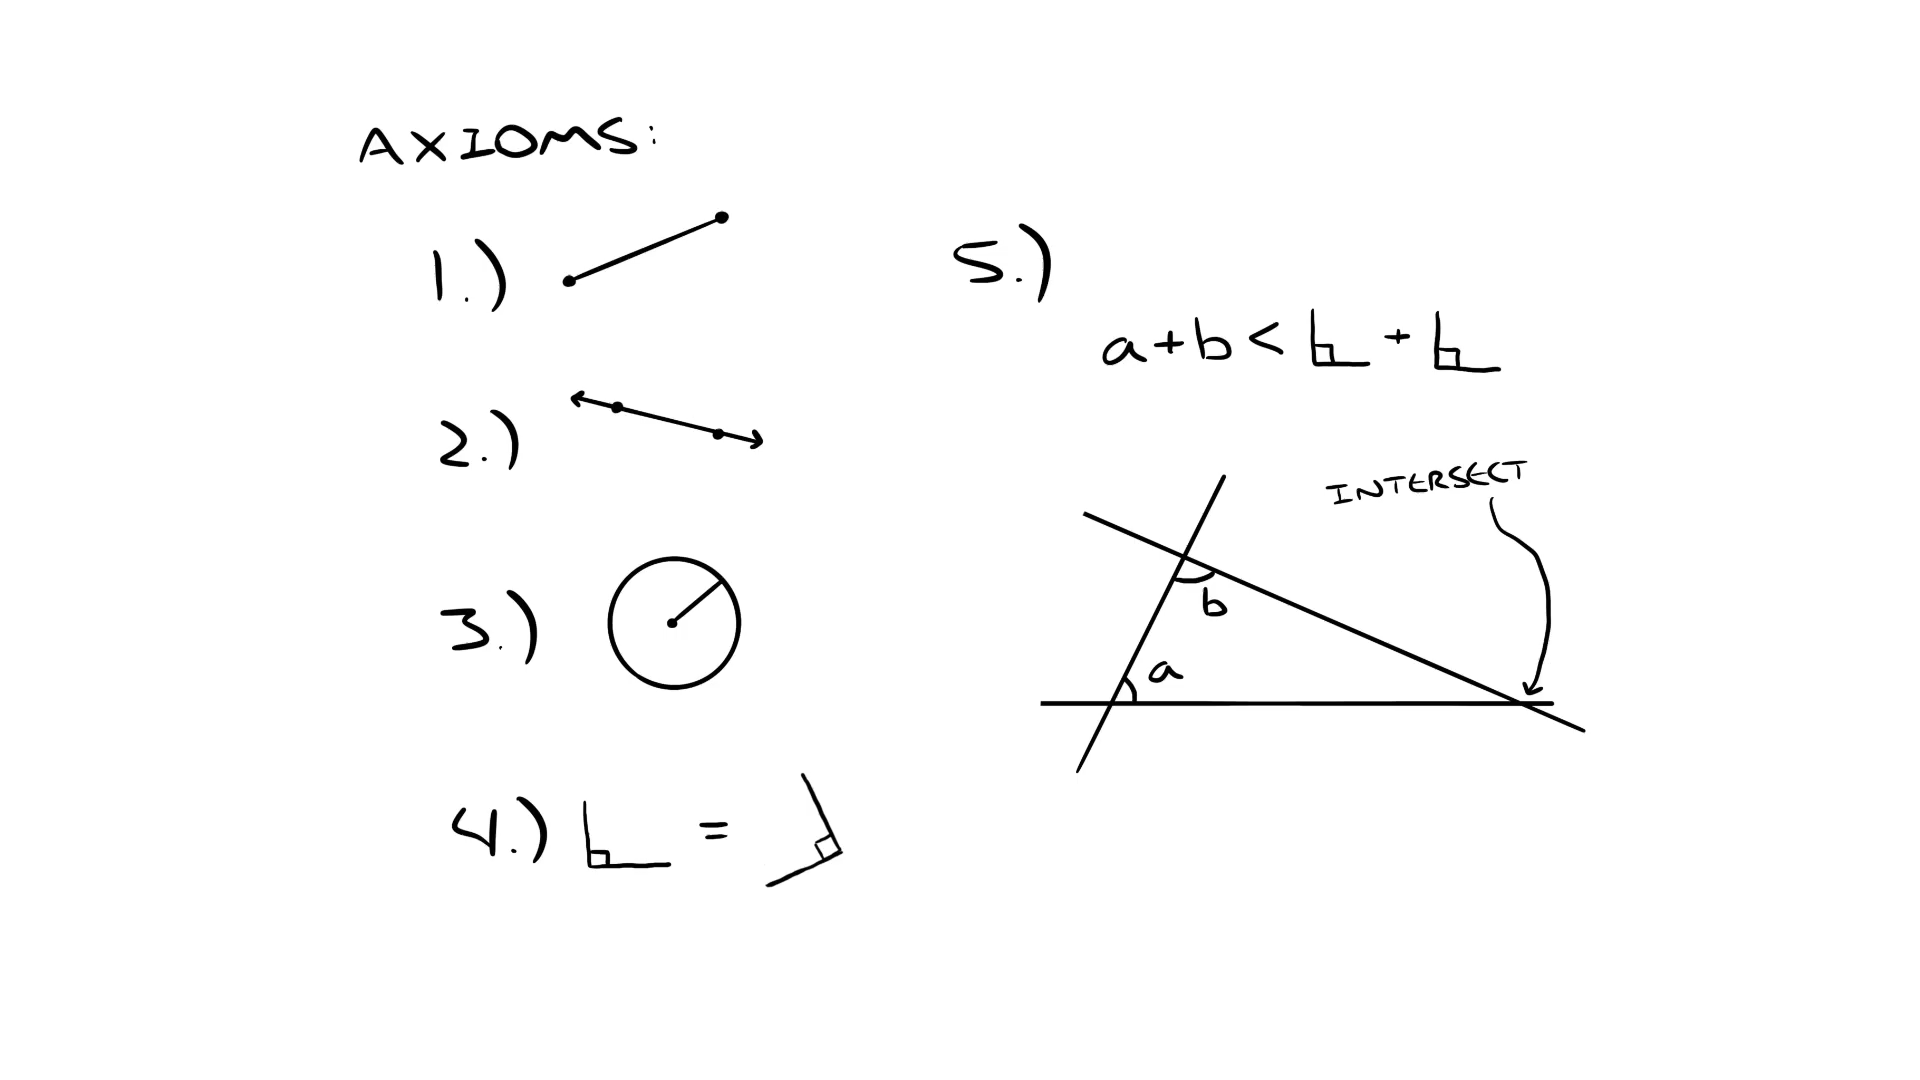 AXIOMS:
1.)
2.)
3.)
4.) =
5.)
a+b < +
INTERSECT
b
a